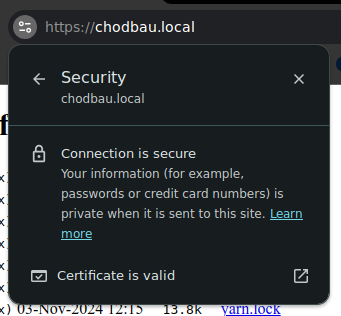 https://chodbau.local
Security
chodbau.local
Connection is secure
Your information (for example,
passwords or credit card numbers) is
private when it is sent to this site. Learn
more
Certificate is valid
x) 03-Nov-2024 12:15 13.8k yarn.lock